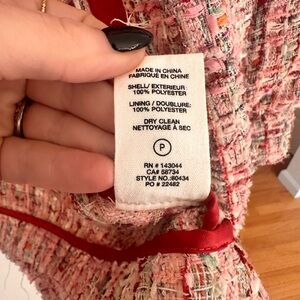 MADE IN CHINA
FABRIQUÉ EN CHINE
SHELL/ EXTERIEUR:
100% POLYESTER
LINING / DOUBLURE:
100% POLYESTER
DRY CLEAN
NETTOYAGE À SEC
P
RN # 143044
CA# 58734
STYLE NO.: 80434
PO # 22482